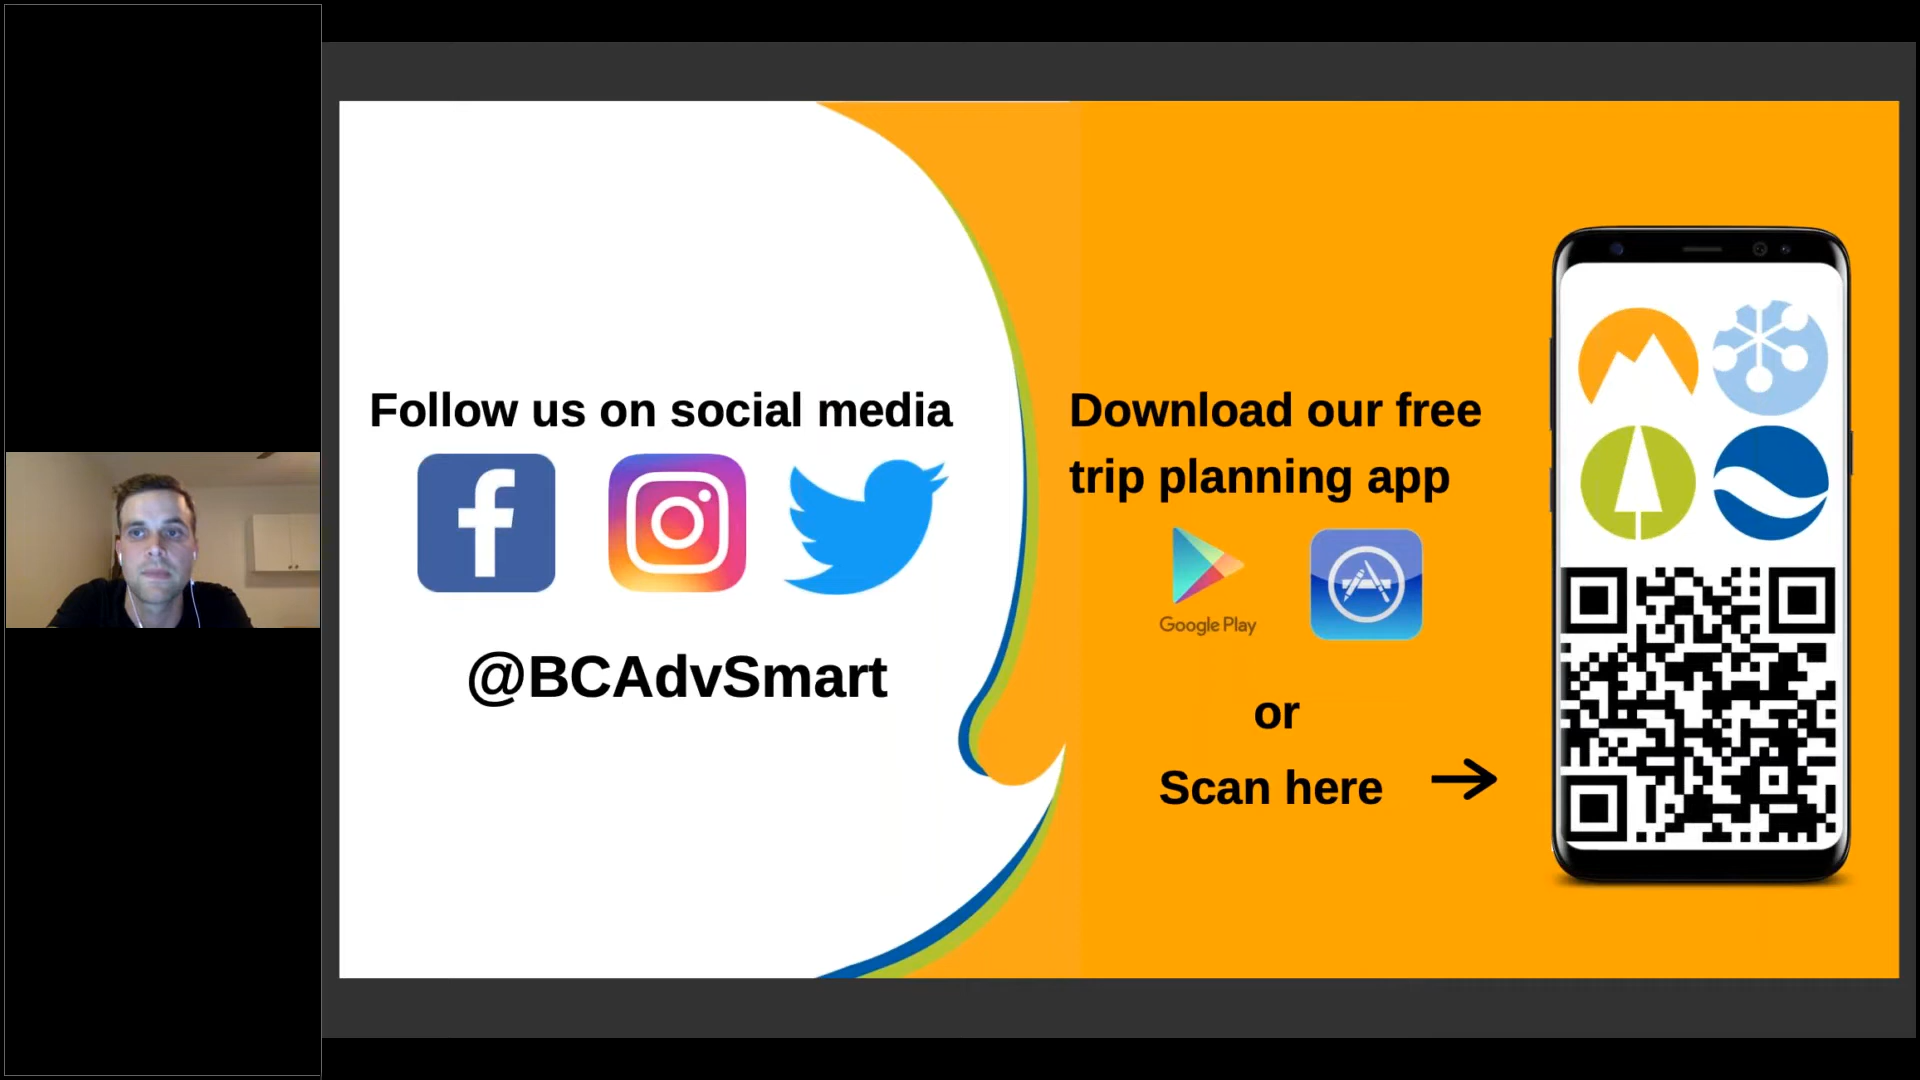 Follow us on social media
@BCAdvSmart
Download our free
trip planning app
Google Play
or
Scan here